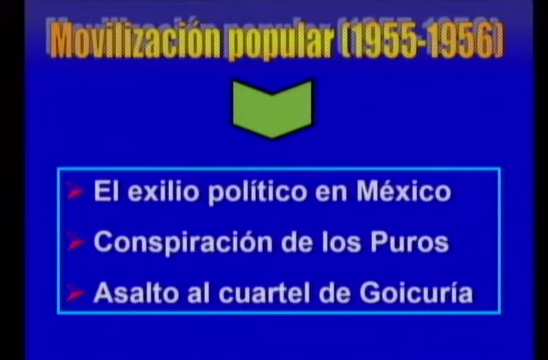 Movilización popular (1955-1956)
El exilio político en México
Conspiración de los Puros
Asalto al cuartel de Goicuría